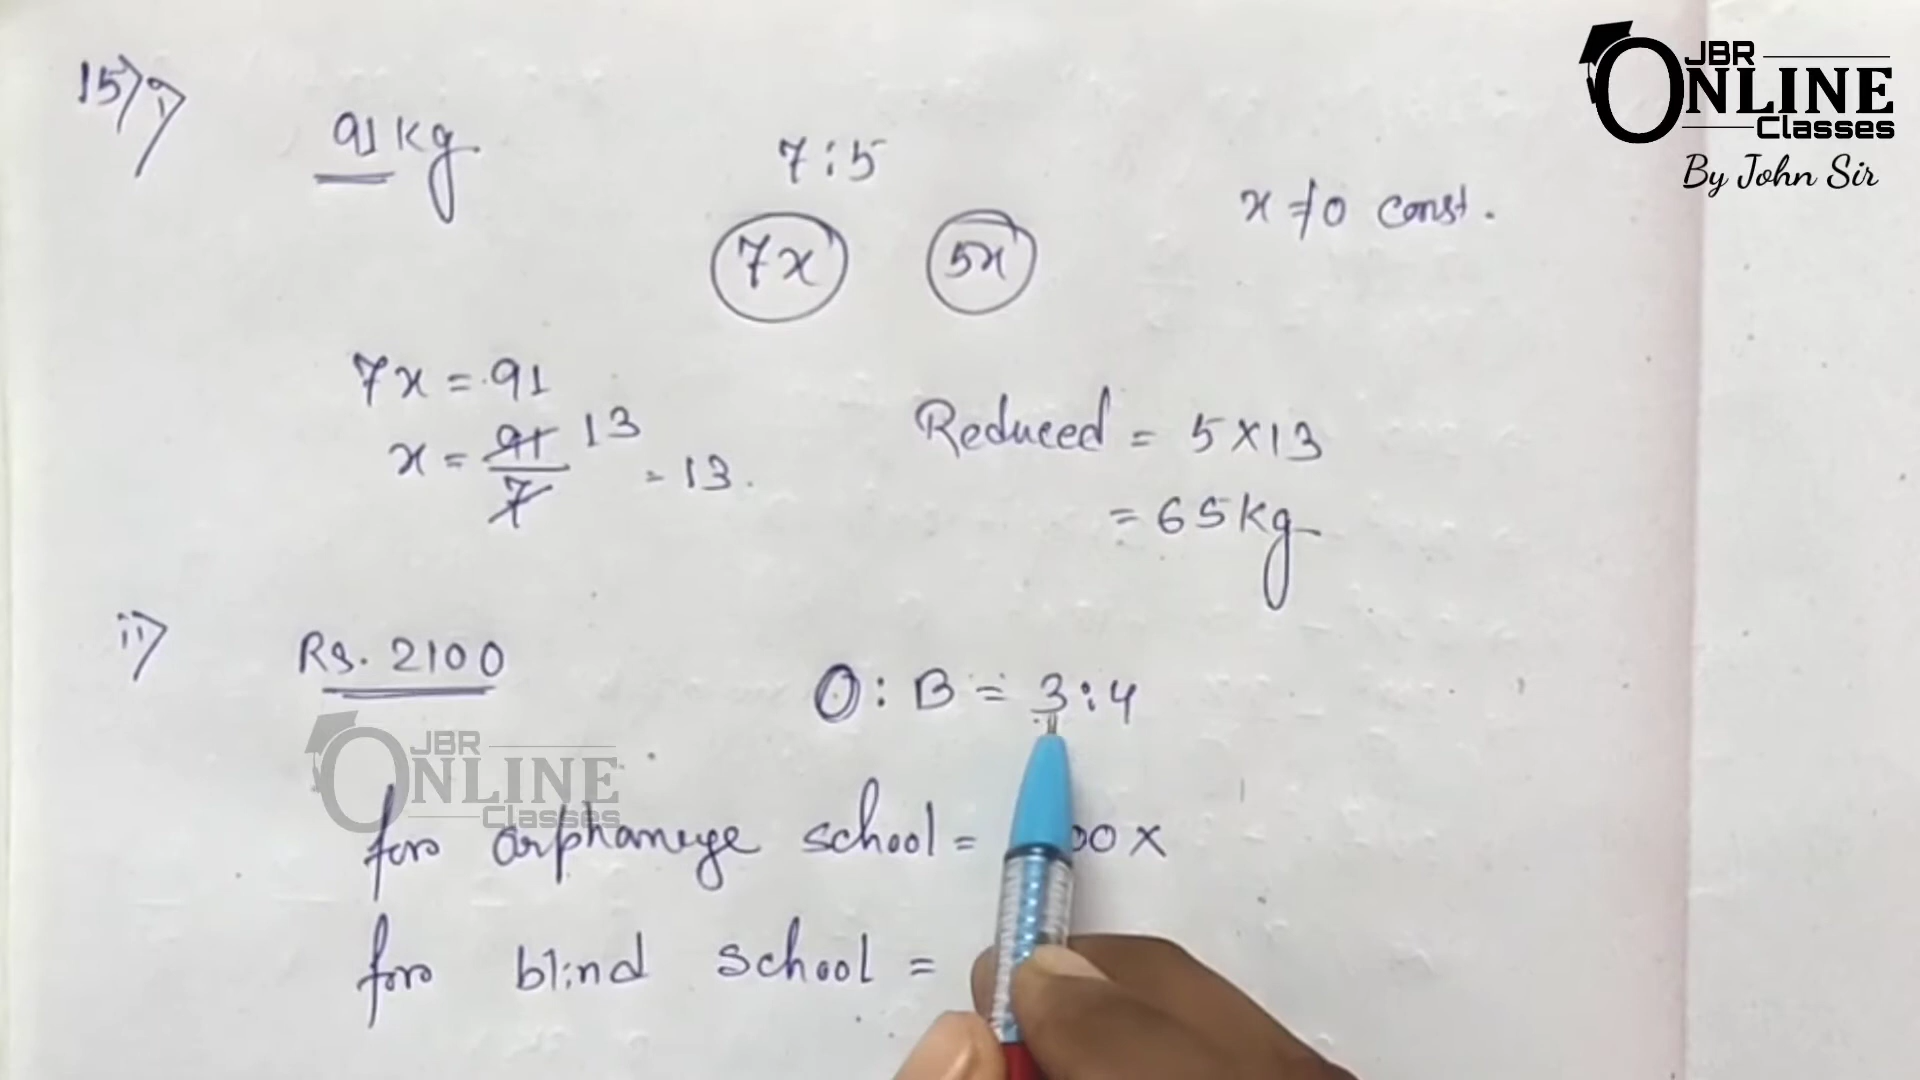 JBR
ONLINE
Classes
By John Sir
15) i)
91 kg
7 : 5
x ≠ 0 const.
7x 5x
7x = 91
x = 91/7 13 = 13.
Reduced = 5 x 13
= 65 kg
ii)
Rs. 2100
O : B = 3 : 4
JBR
ONLINE
Classes
for orphanege school = 00 x
for blind school =